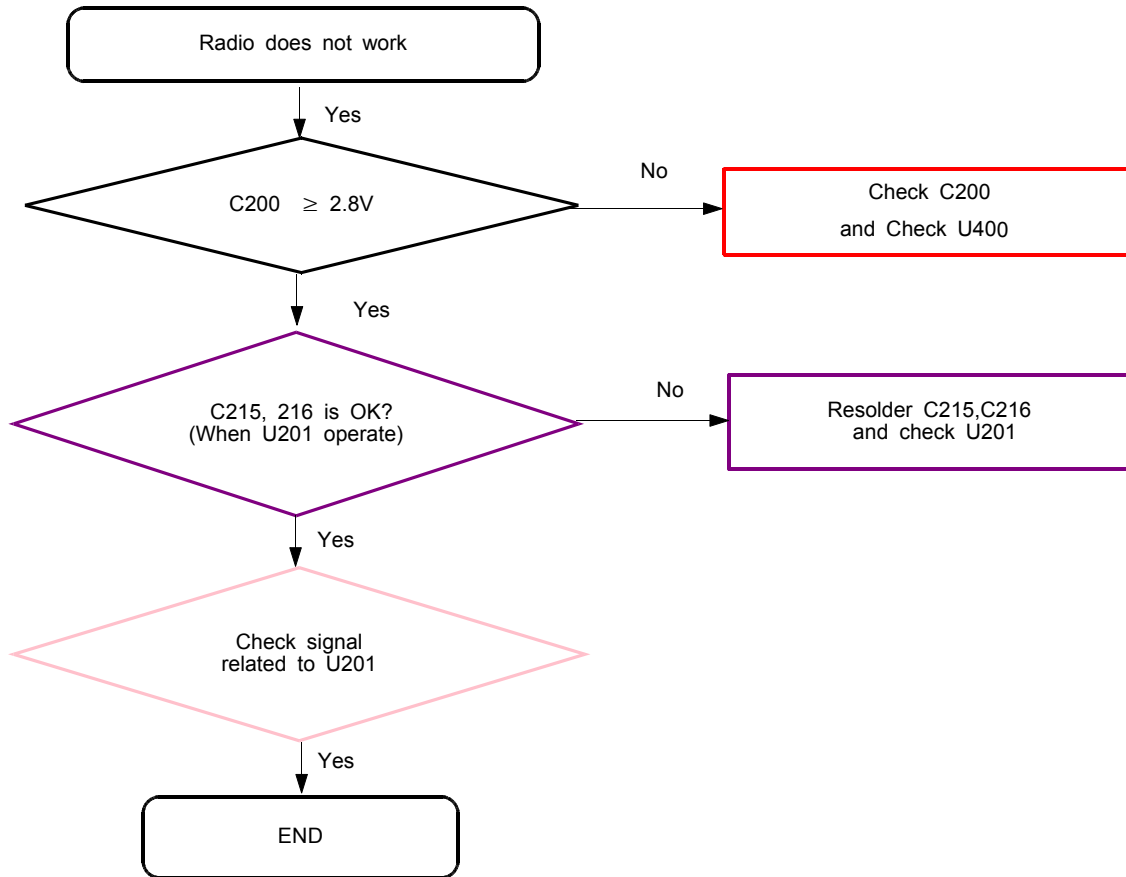 Radio does not work
Yes
C200 ≥ 2.8V
No
Check C200
and Check U400
Yes
C215, 216 is OK?
(When U201 operate)
No
Resolder C215,C216
and check U201
Yes
Check signal
related to U201
Yes
END